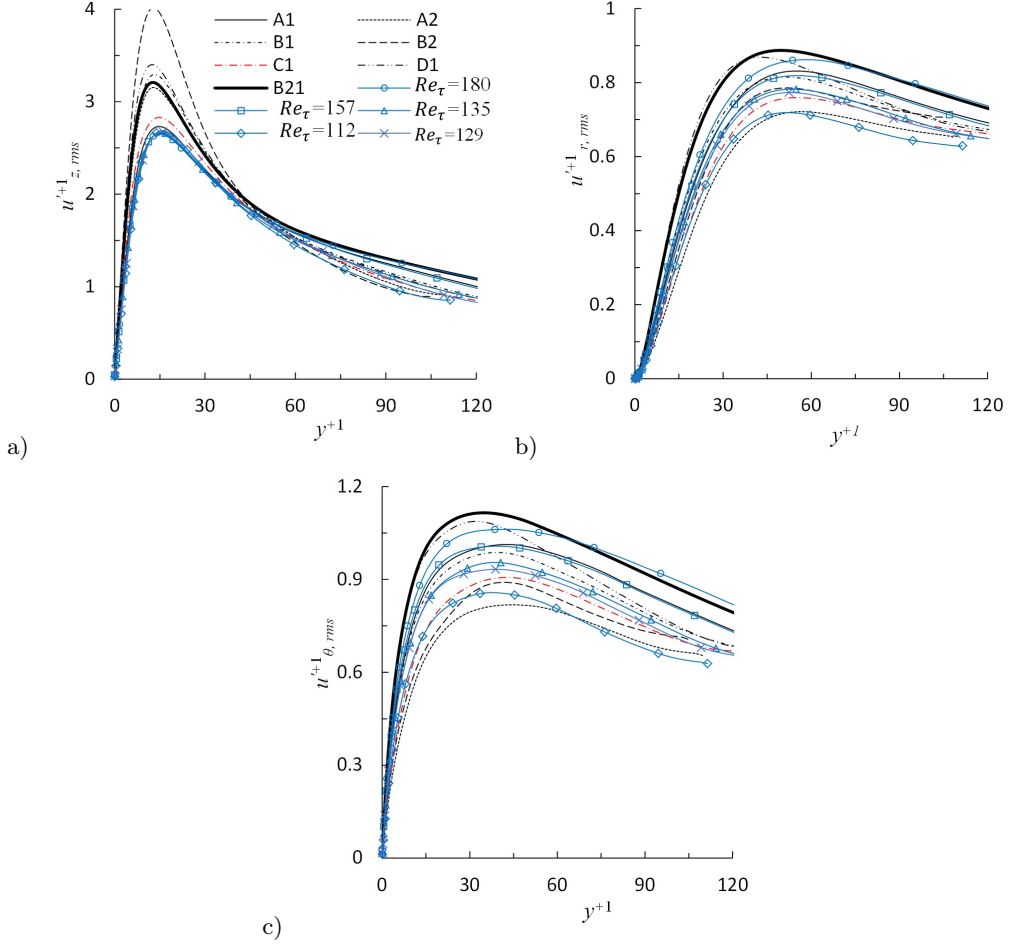 4
3
2
1
0
u'+1 z, rms
A1 A2
B1 B2
C1 D1
B21 Reτ=180
Reτ=157 Reτ=135
Reτ=112 Reτ=129
0 30 60 90 120
y+1
a)
1
0.8
0.6
0.4
0.2
0
u'+1 r, rms
0 30 60 90 120
y+1
b)
1.2
0.9
0.6
0.3
0
u'+1 θ, rms
0 30 60 90 120
y+1
c)